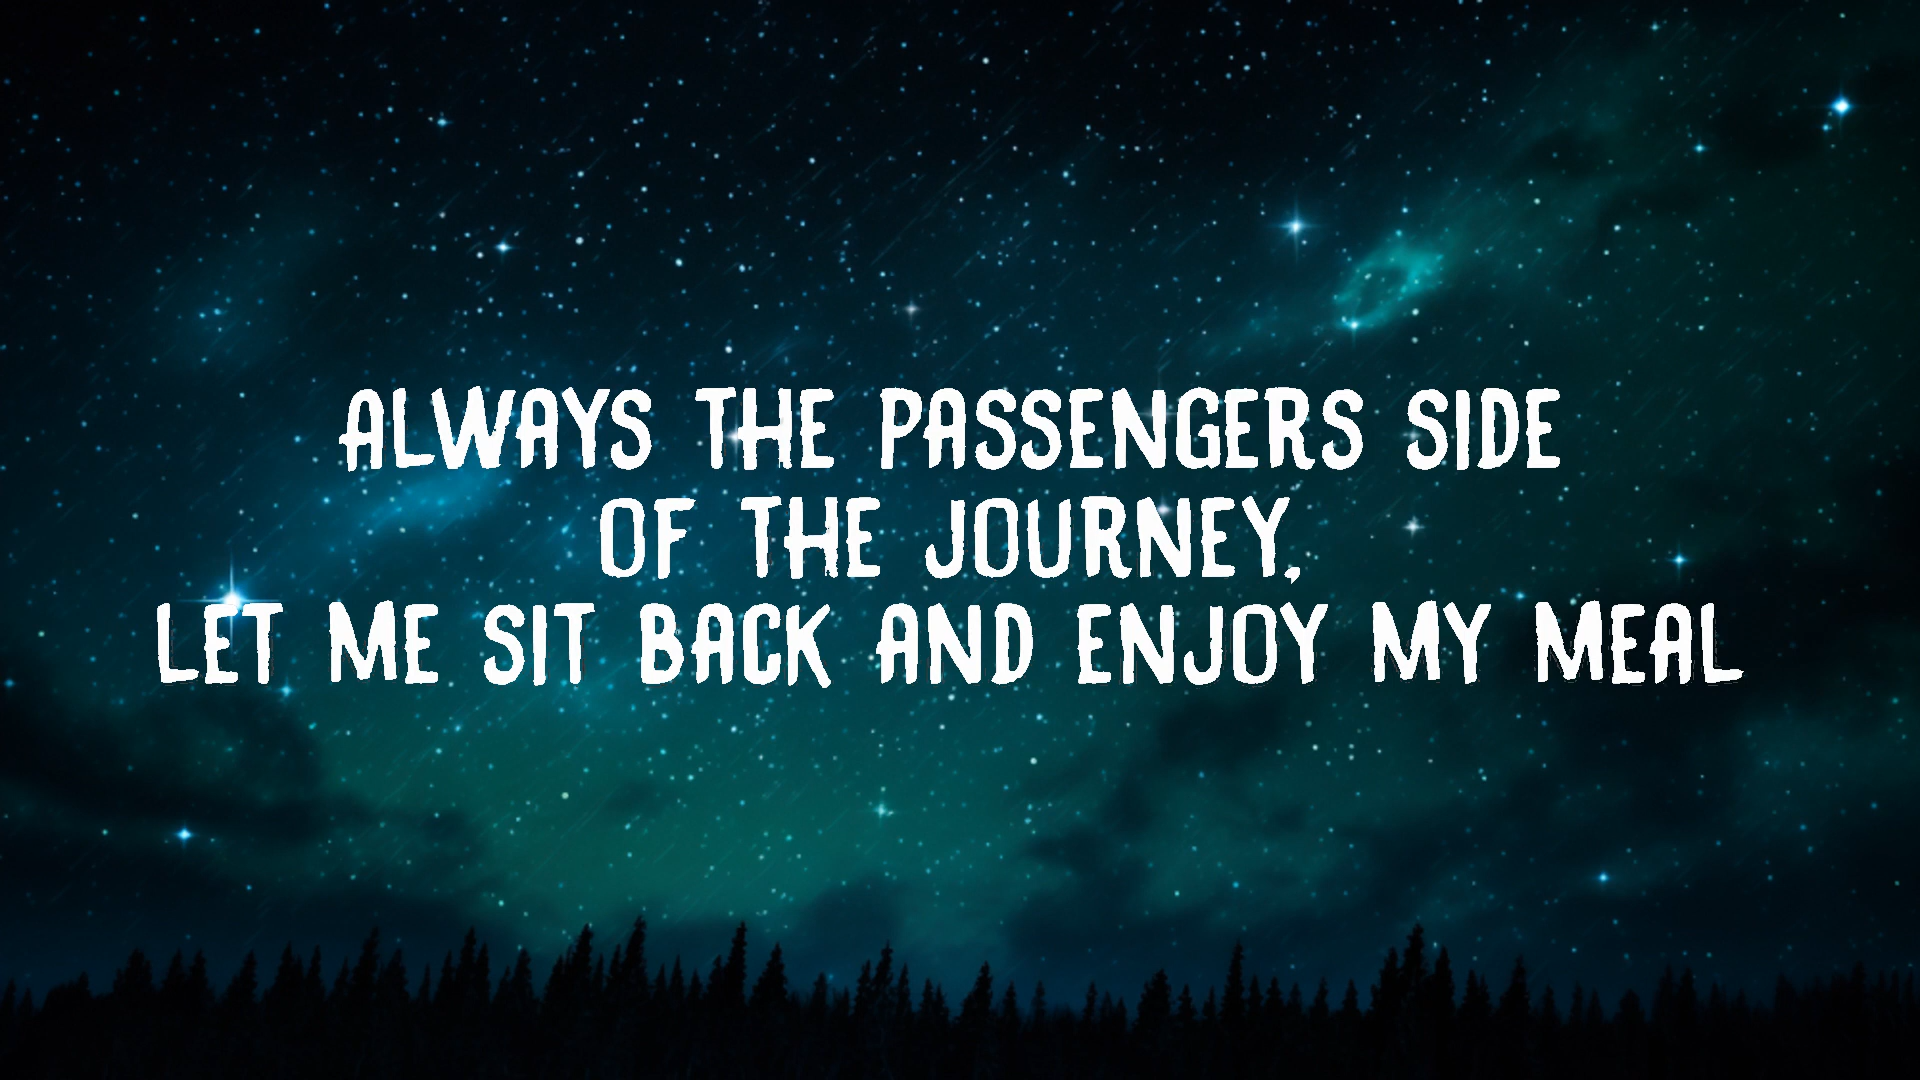 ALWAYS THE PASSENGERS SIDE
OF THE JOURNEY,
LET ME SIT BACK AND ENJOY MY MEAL